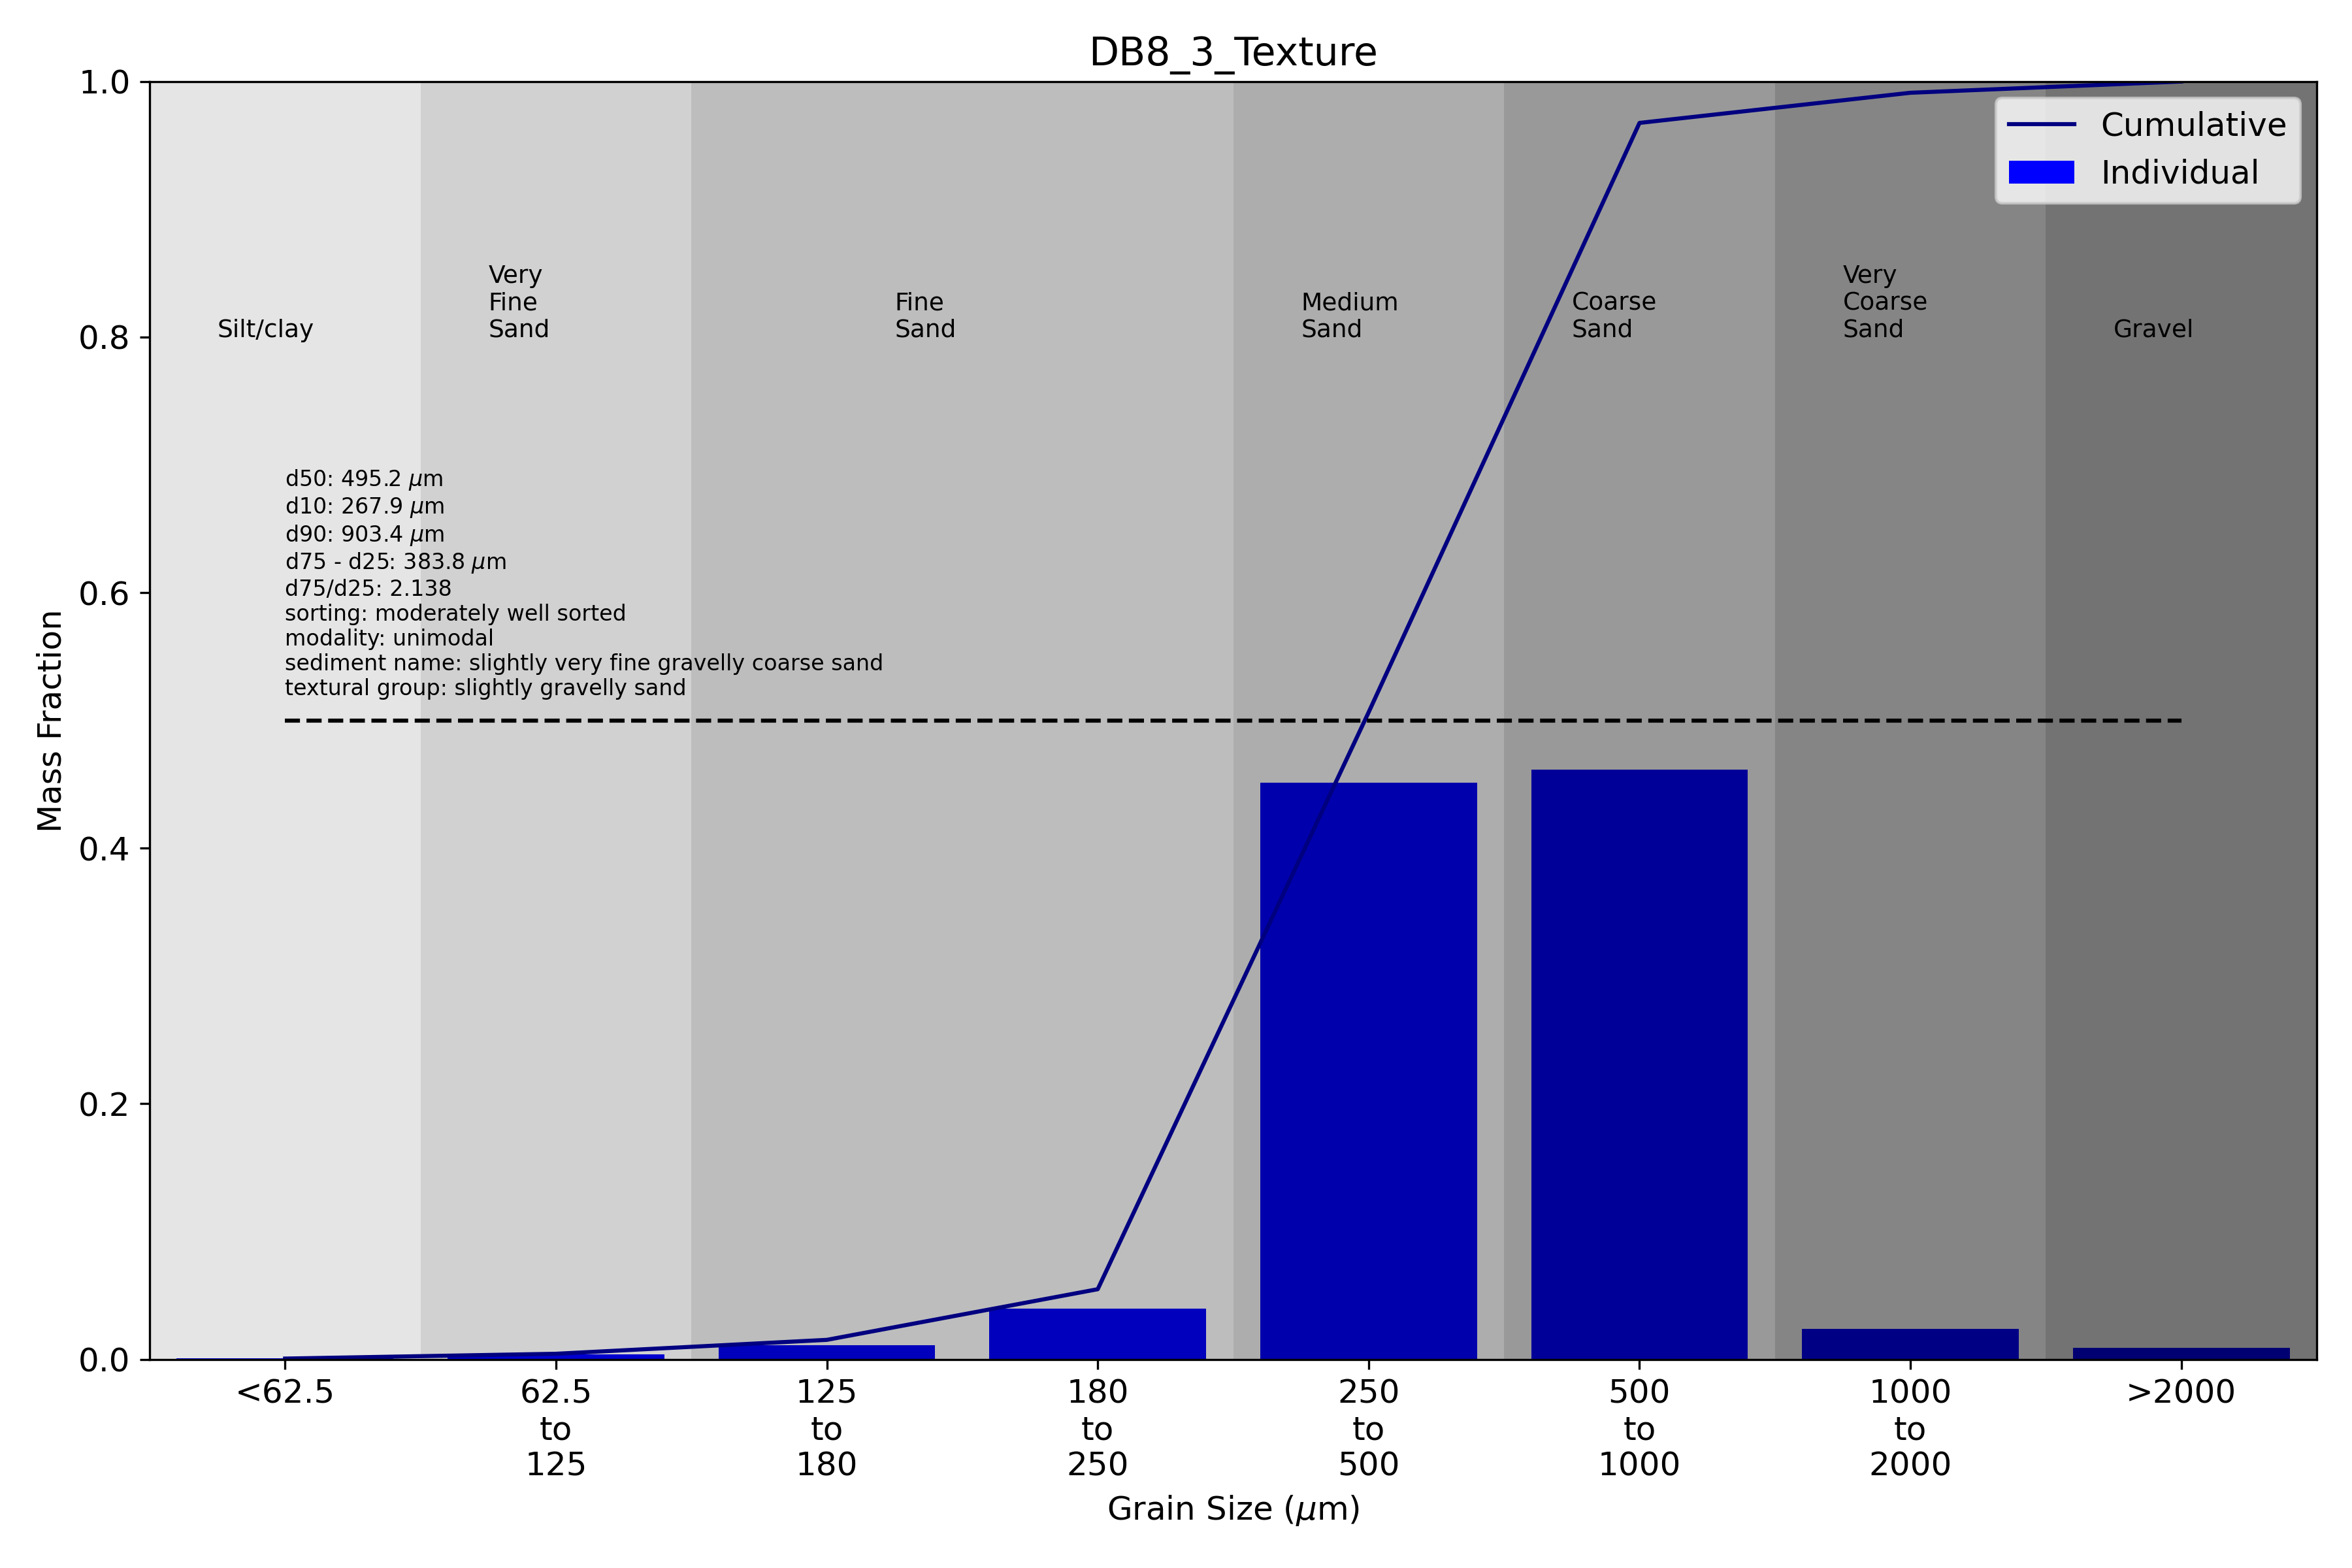 DB8_3_Texture
1.0
0.8
0.6
0.4
0.2
0.0
Mass Fraction
Cumulative
Individual
Silt/clay
Very
Fine
Sand
Fine
Sand
Medium
Sand
Coarse
Sand
Very
Coarse
Sand
Gravel
d50: 495.2 μm
d10: 267.9 μm
d90: 903.4 μm
d75 - d25: 383.8 μm
d75/d25: 2.138
sorting: moderately well sorted
modality: unimodal
sediment name: slightly very fine gravelly coarse sand
textural group: slightly gravelly sand
<62.5
62.5
to
125
125
to
180
180
to
250
250
to
500
500
to
1000
1000
to
2000
>2000
Grain Size (μm)